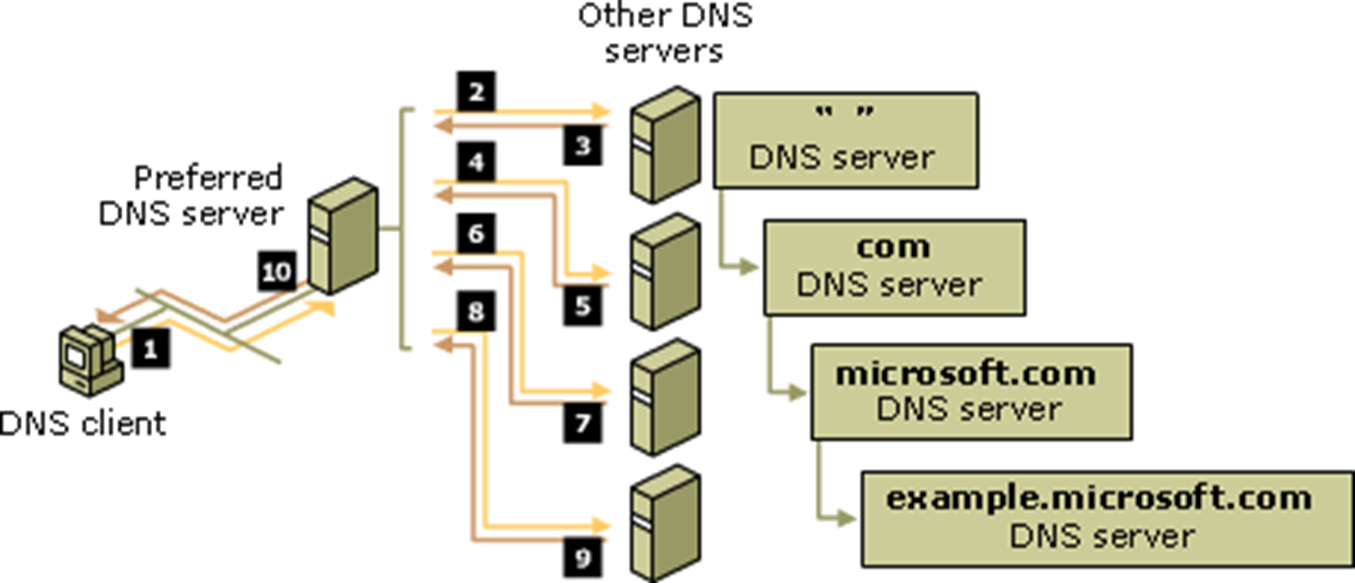 Other DNS
servers
2
3
" "
DNS server
4
Preferred
DNS server
6
com
DNS server
10
5
8
1
microsoft.com
DNS server
DNS client
7
example.microsoft.com
DNS server
9